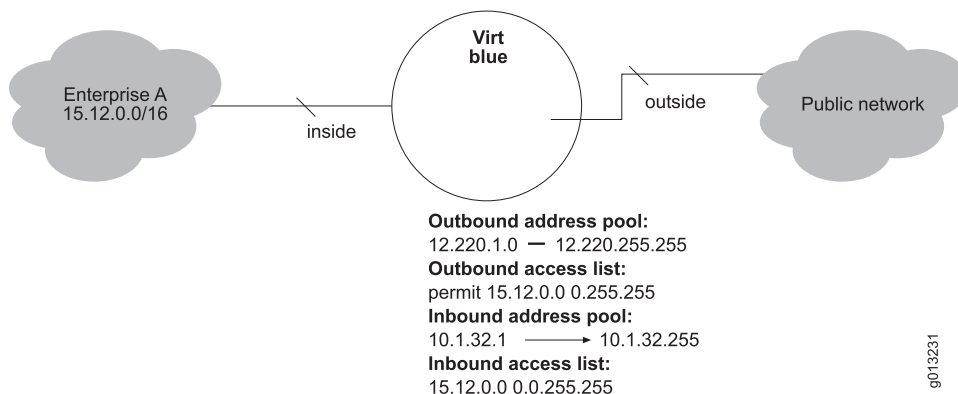 Virt
blue
Enterprise A
15.12.0.0/16
inside
outside
Public network
Outbound address pool:
12.220.1.0 — 12.220.255.255
Outbound access list:
permit 15.12.0.0 0.255.255
Inbound address pool:
10.1.32.1 → 10.1.32.255
Inbound access list:
15.12.0.0 0.0.255.255
g013231